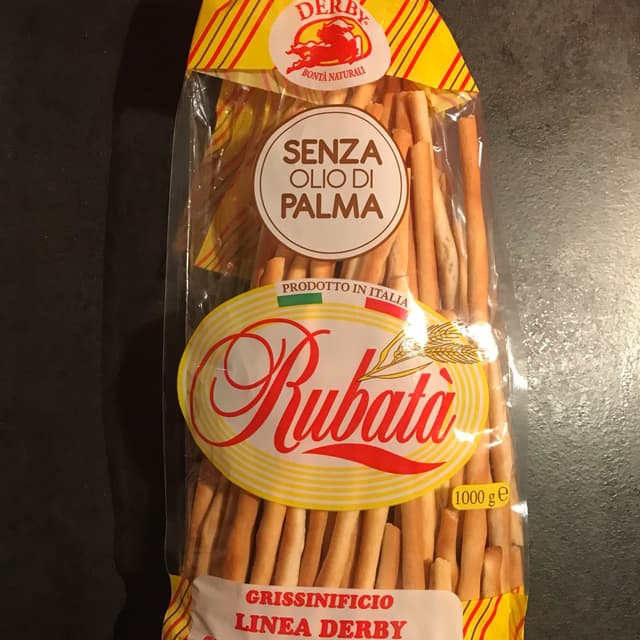 DERBY®
BONTÀ NATURALI
SENZA
OLIO DI
PALMA
PRODOTTO IN ITALIA
Rubatà
1000 g e
GRISSINIFICIO
LINEA DERBY